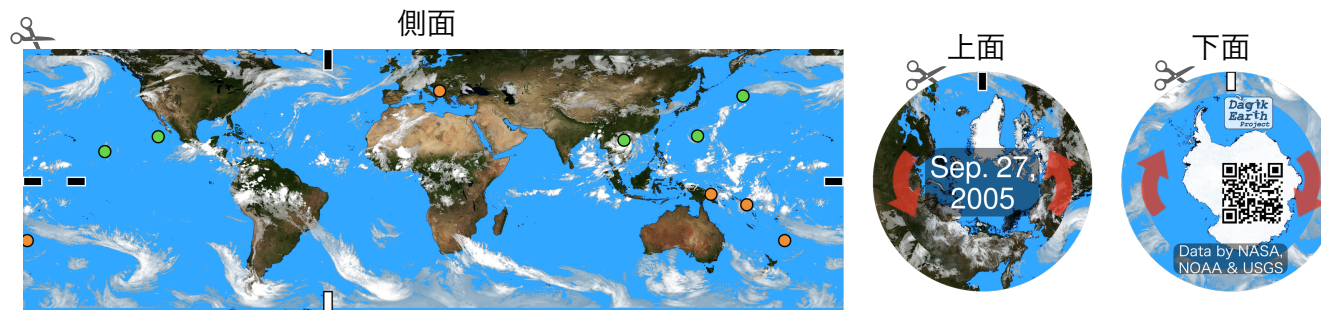 側面
上面
下面
Sep. 27,
2005
Dagik
Earth
Project
Data by NASA,
NOAA & USGS